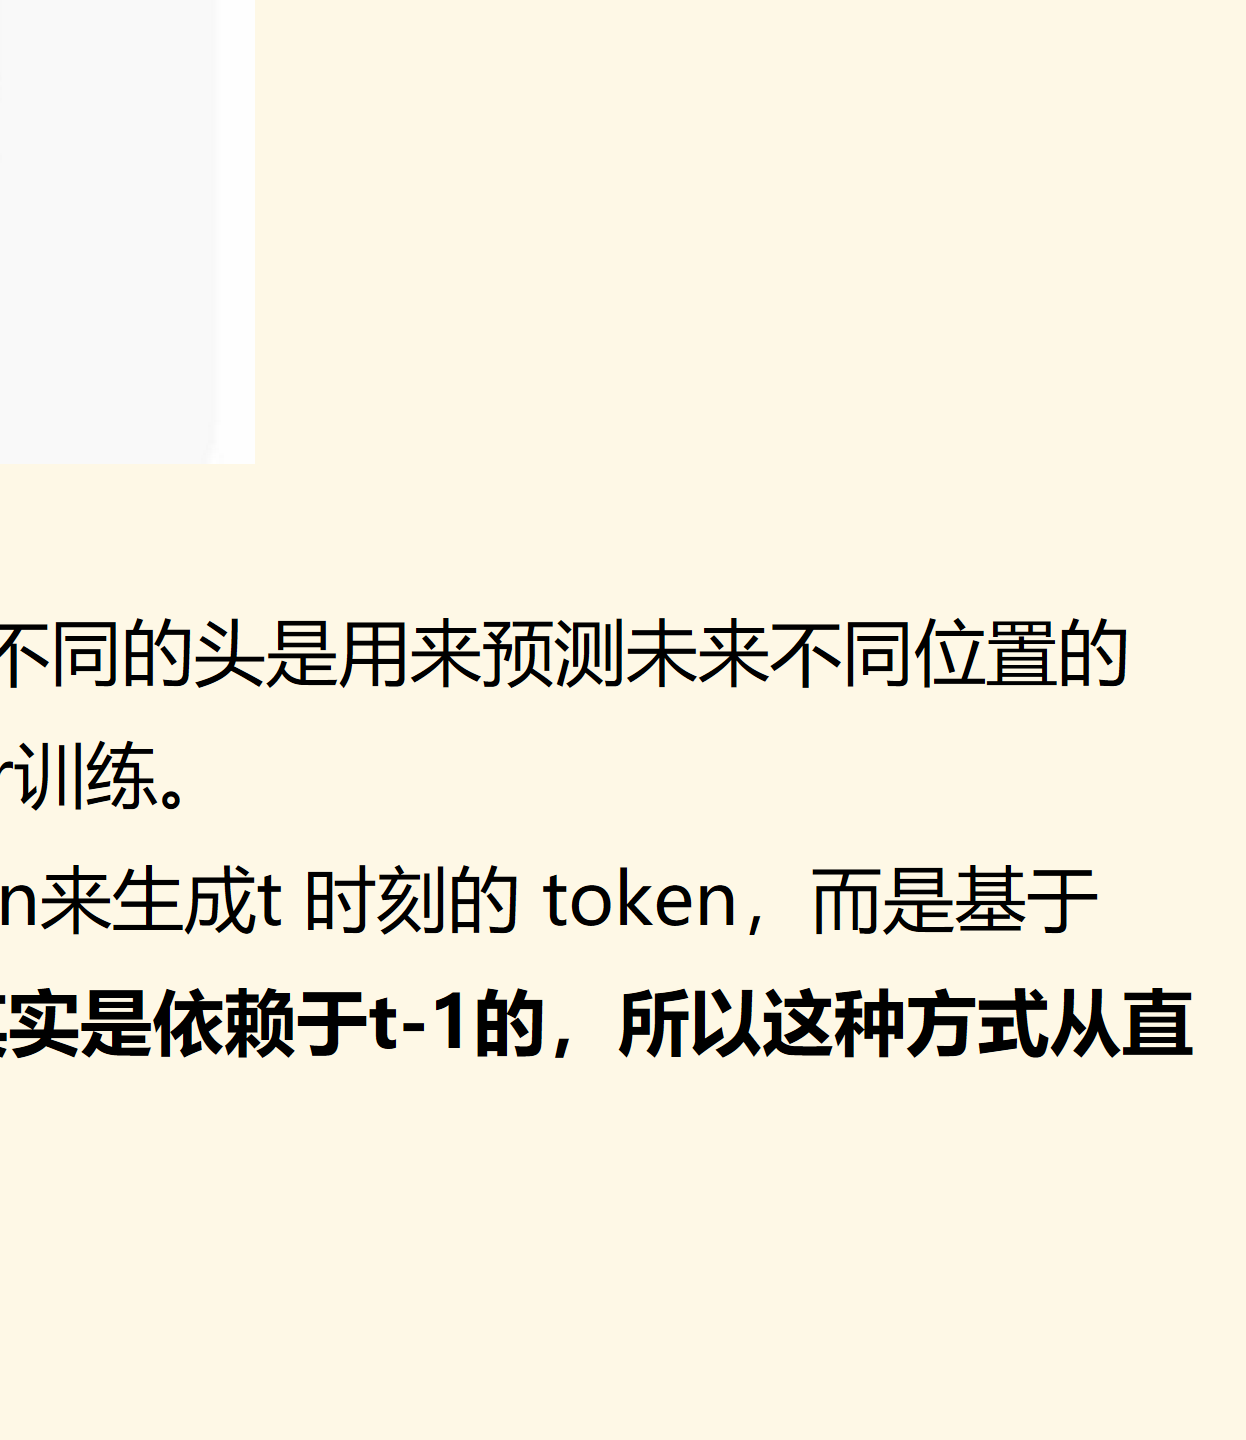 不同的头是用来预测未来不同位置的
r训练。
n来生成t 时刻的 token，而是基于
实是依赖于t-1的，所以这种方式从直